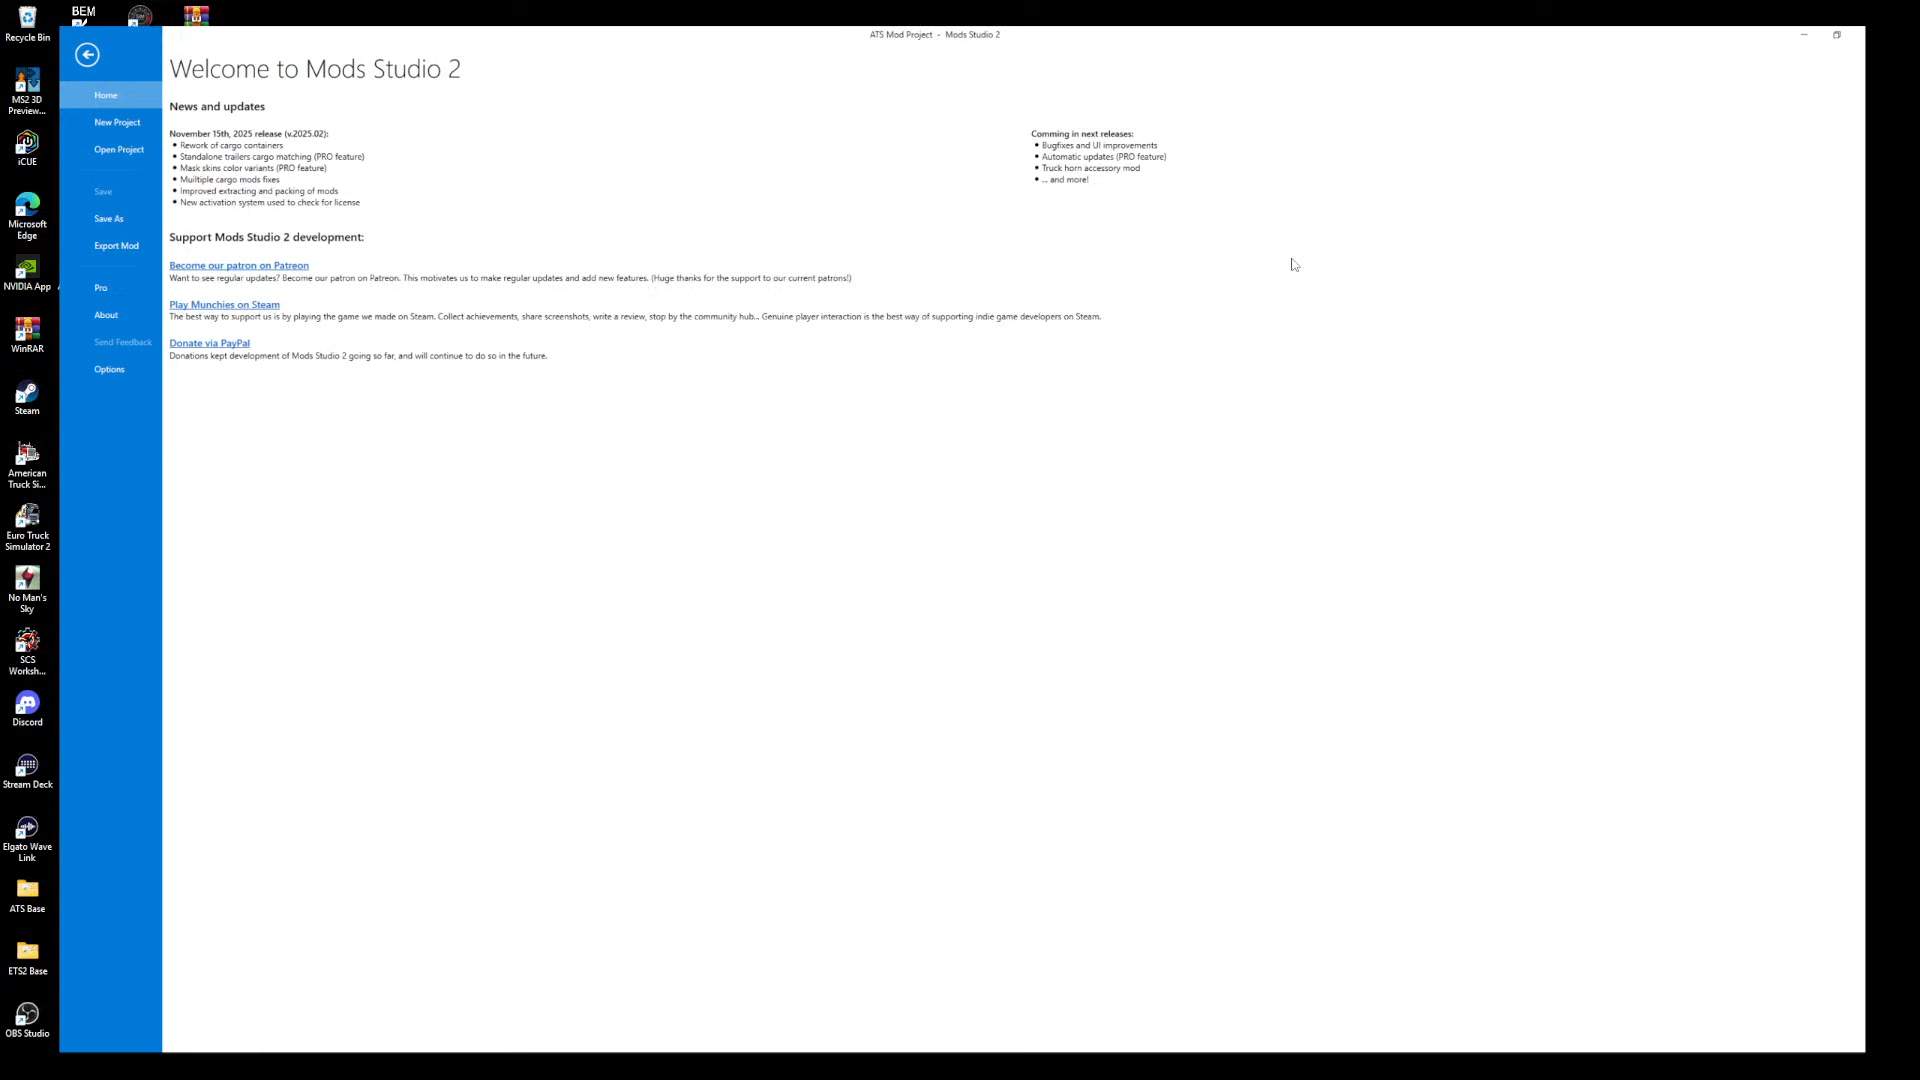 Recycle Bin
BEM
MS2 3D
Preview...
iCUE
Microsoft
Edge
NVIDIA App
WinRAR
Steam
American
Truck Si...
Euro Truck
Simulator 2
No Man's
Sky
SCS
Worksh...
Discord
Stream Deck
Elgato Wave
Link
ATS Base
ETS2 Base
OBS Studio
ATS Mod Project - Mods Studio 2
Home
New Project
Open Project
Save
Save As
Export Mod
Pro
About
Send Feedback
Options
Welcome to Mods Studio 2
News and updates
November 15th, 2025 release (v.2025.02):
• Rework of cargo containers
• Standalone trailers cargo matching (PRO feature)
• Mask skins color variants (PRO feature)
• Muiltiple cargo mods fixes
• Improved extracting and packing of mods
• New activation system used to check for license
Comming in next releases:
• Bugfixes and UI improvements
• Automatic updates (PRO feature)
• Truck horn accessory mod
• ... and more!
Support Mods Studio 2 development:
Become our patron on Patreon
Want to see regular updates? Become our patron on Patreon. This motivates us to make regular updates and add new features. (Huge thanks for the support to our current patrons!)
Play Munchies on Steam
The best way to support us is by playing the game we made on Steam. Collect achievements, share screenshots, write a review, stop by the community hub... Genuine player interaction is the best way of supporting indie game developers on Steam.
Donate via PayPal
Donations kept development of Mods Studio 2 going so far, and will continue to do so in the future.